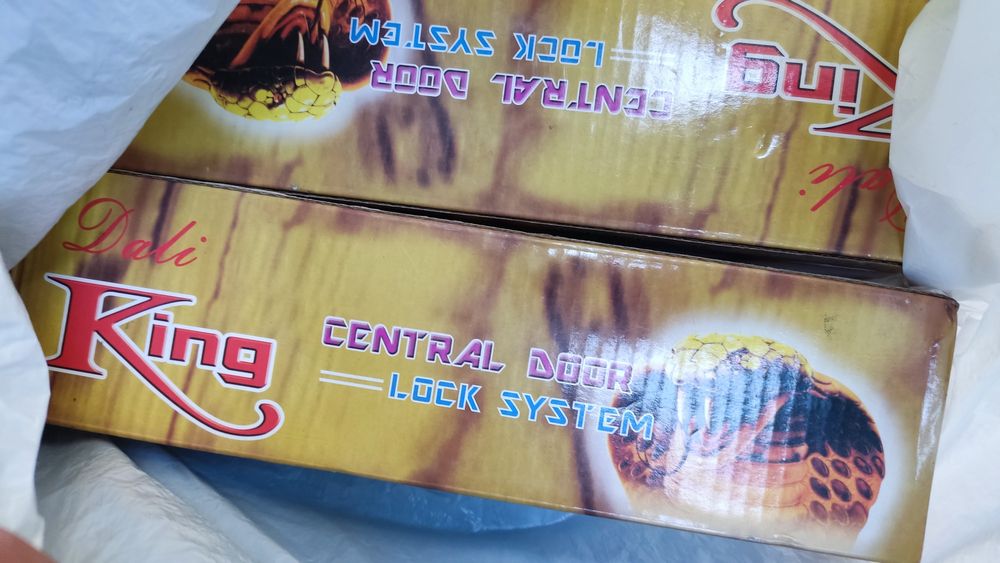 LOCK SYSTEM
CENTRAL DOOR
King
Dali
Dali
King
CENTRAL DOOR
LOCK SYSTEM